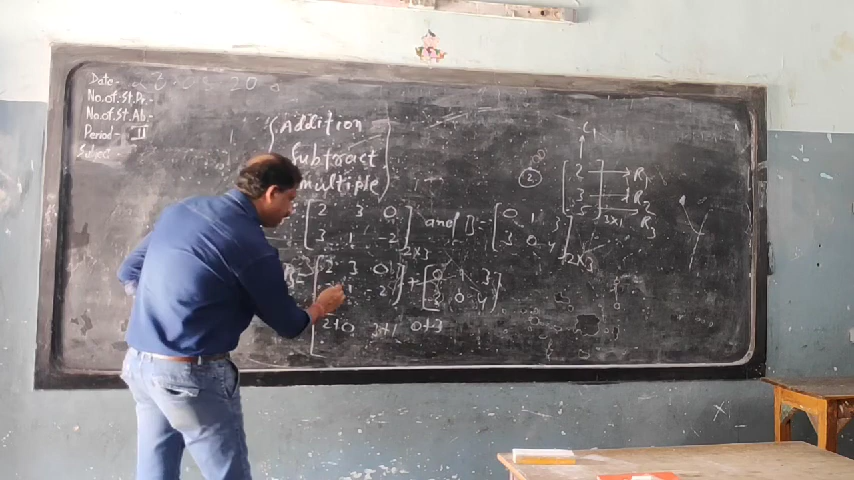 Date-
No.of.St.Pr.-
No.of.St.Ab-
Period- II
Subject-
Addition
Subtract
multiple
2 3 0
3 1 -2
2x3
and B=
0 1 3
3 0 -4
2x3
2 3 0
1 -2
+
0 1 3
0 -4
2+0 3+1 0+3
C1
2
2 → R1
3 → R2
5 → R3
3x1